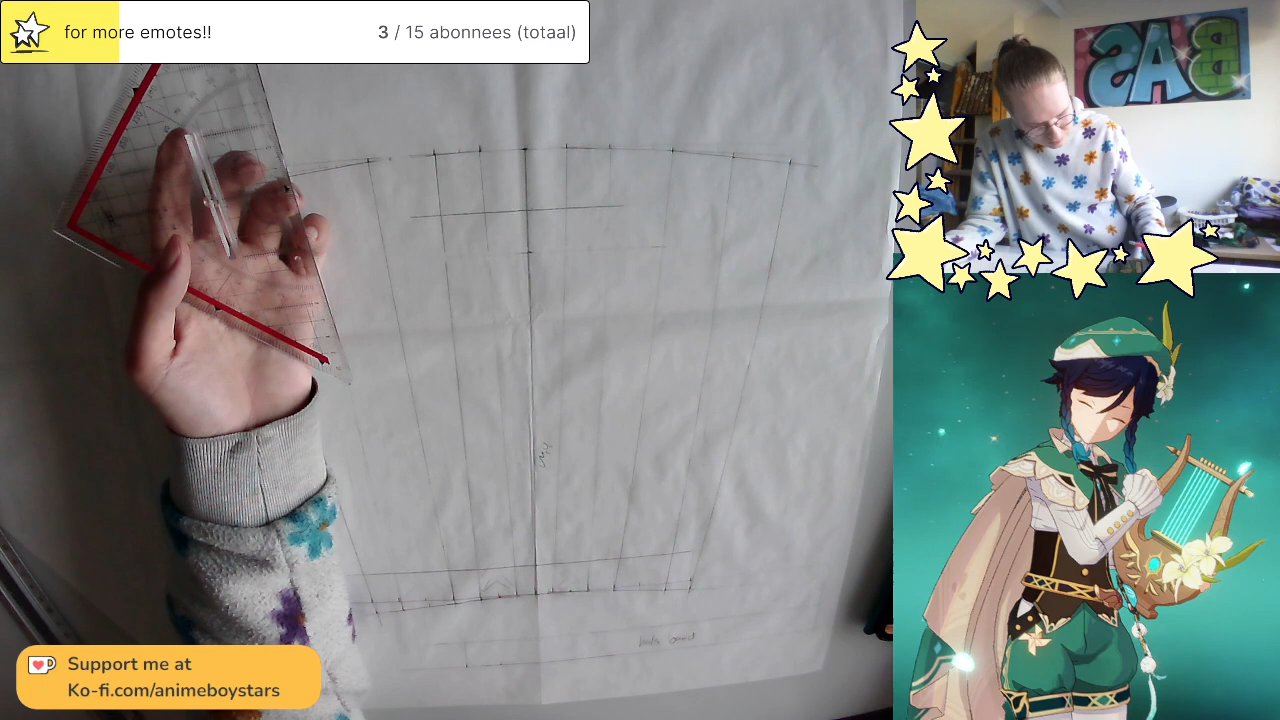 for more emotes!!
3 / 15 abonnees (totaal)
BAS
Support me at
Ko-fi.com/animeboystars